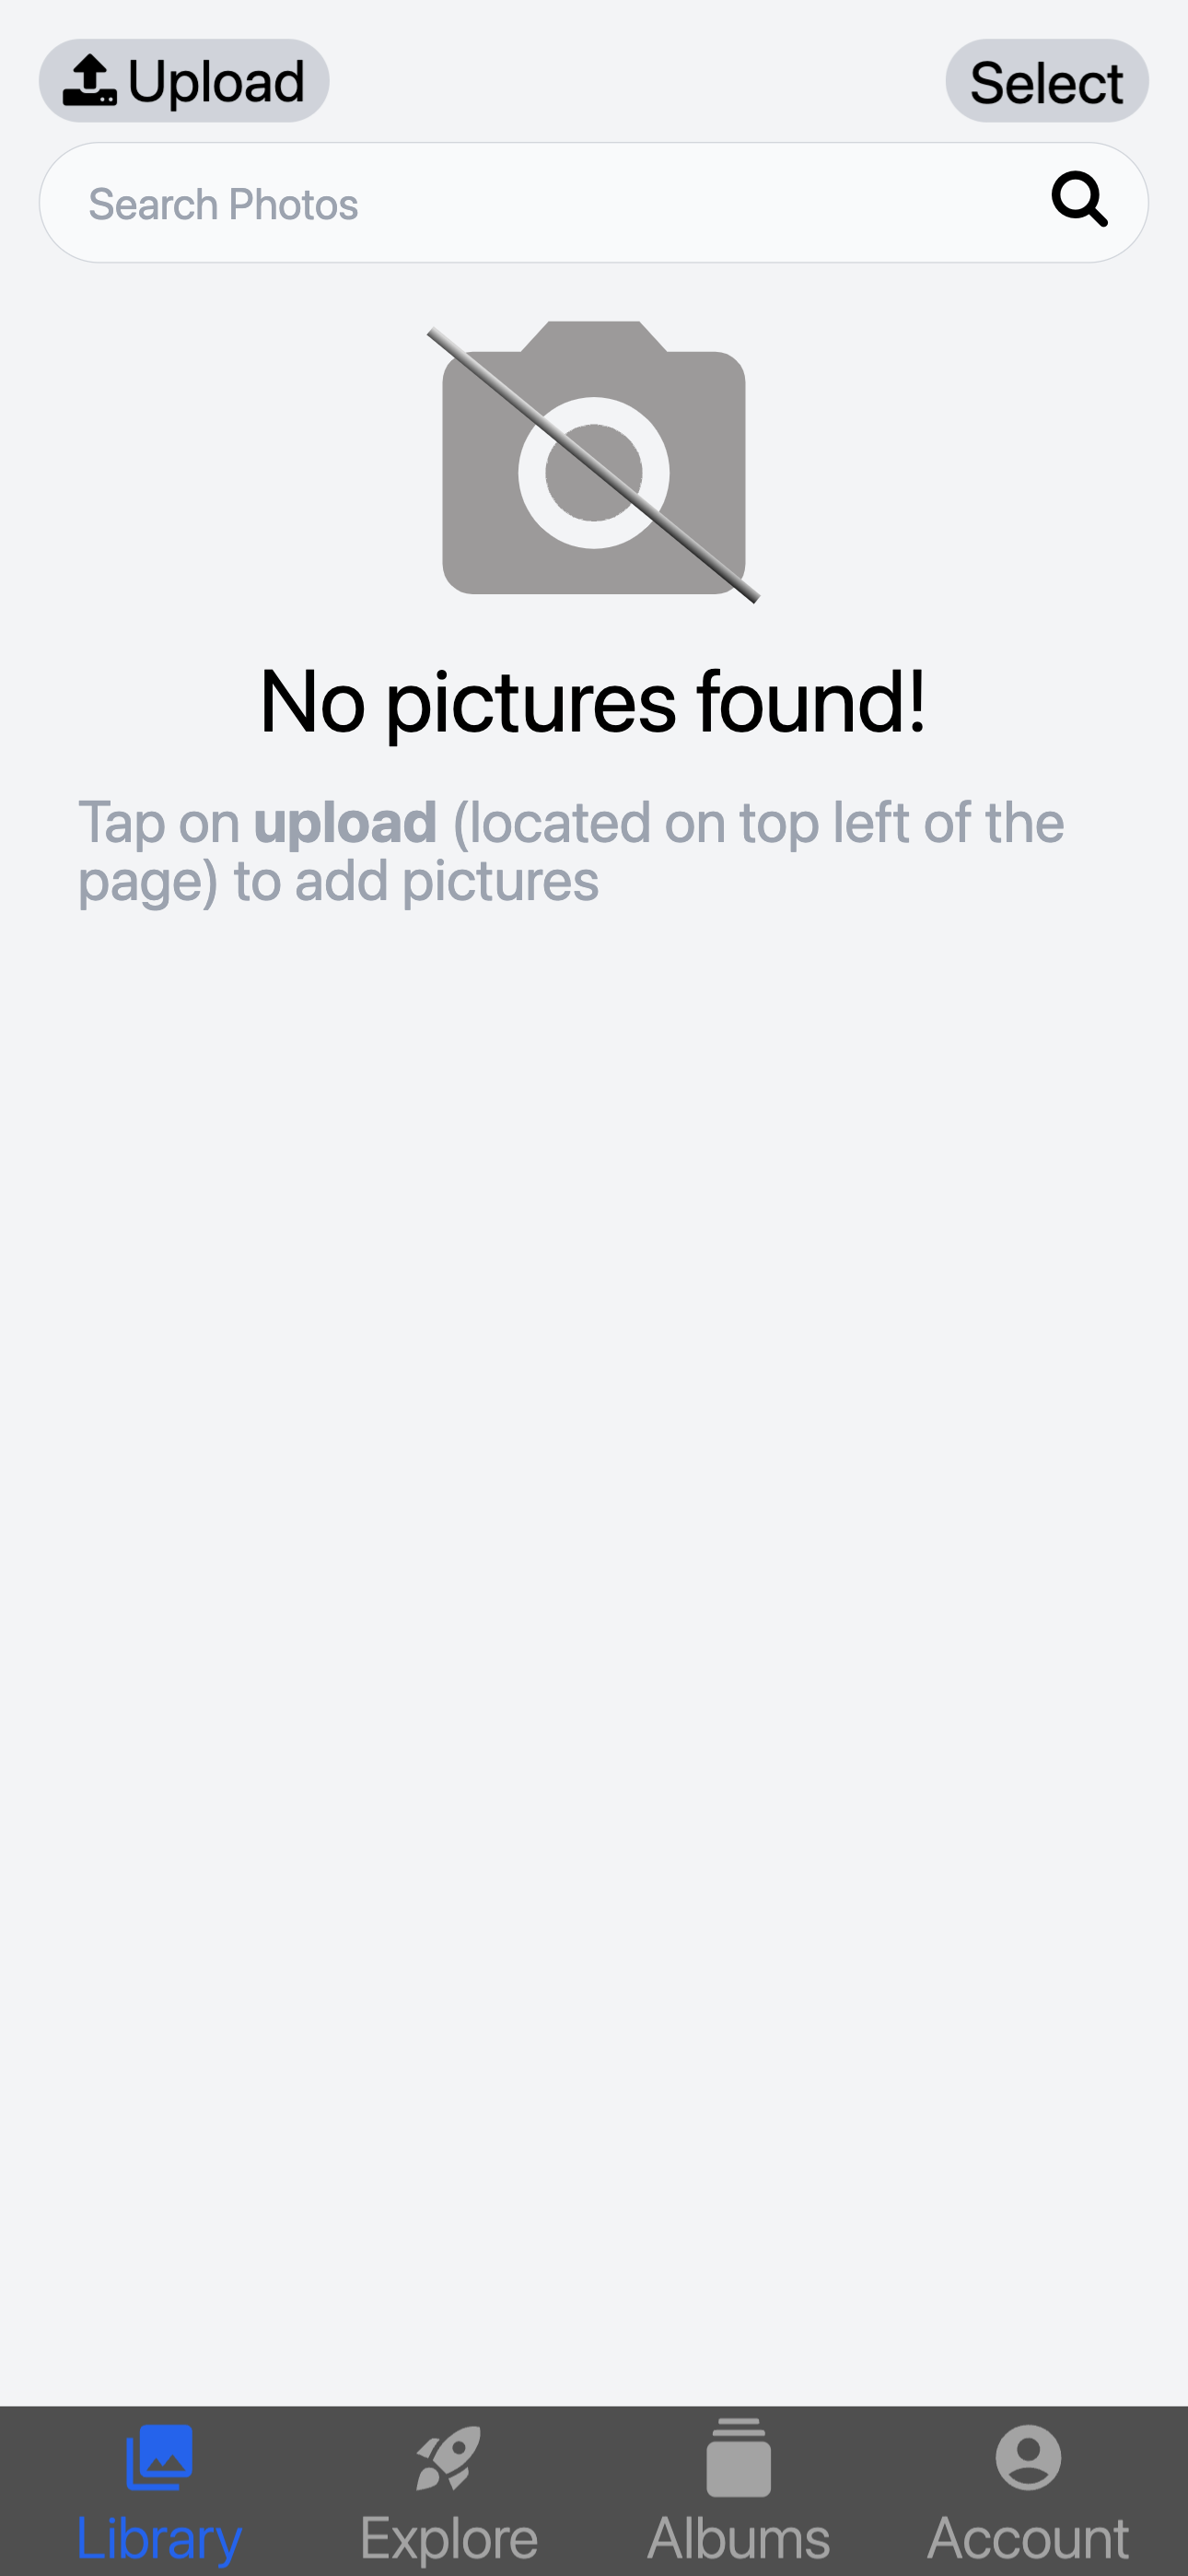 Upload
Select
Search Photos
No pictures found!
Tap on upload (located on top left of the
page) to add pictures
Library
Explore
Albums
Account